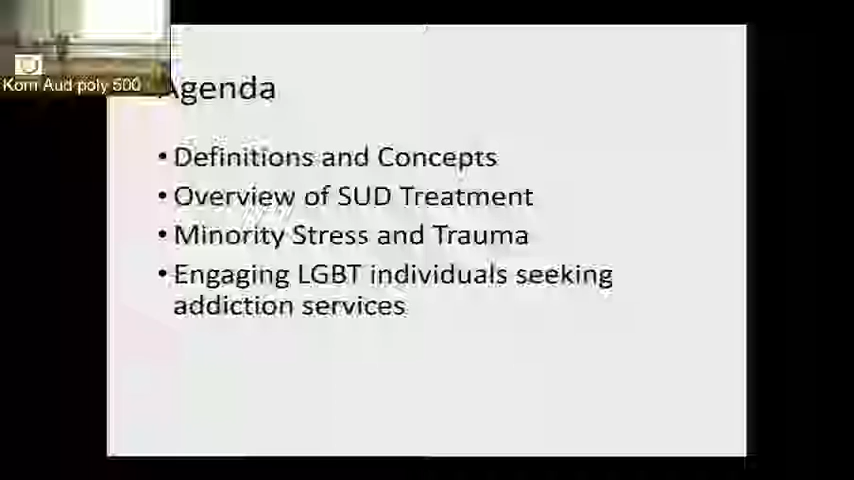 Korn Aud poly 500
Agenda
• Definitions and Concepts
• Overview of SUD Treatment
• Minority Stress and Trauma
• Engaging LGBT individuals seeking
addiction services